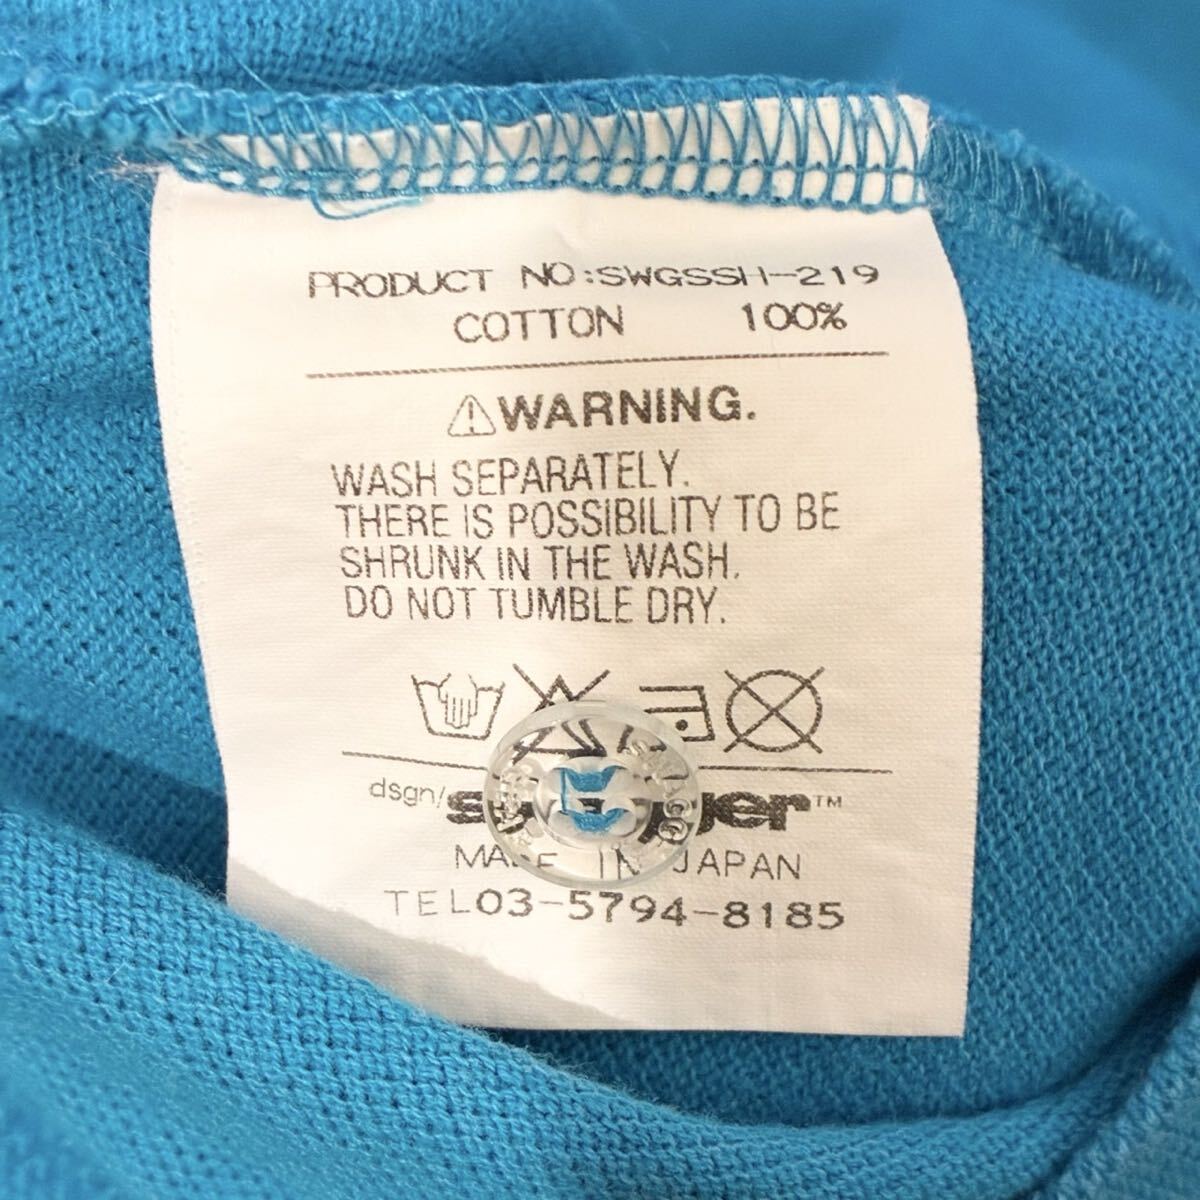 PRODUCT NO:SWGSSH-219
COTTON 100%
WARNING.
WASH SEPARATELY.
THERE IS POSSIBILITY TO BE
SHRUNK IN THE WASH.
DO NOT TUMBLE DRY.
dsgn/ ™
MADE IN JAPAN
TEL03-5794-8185